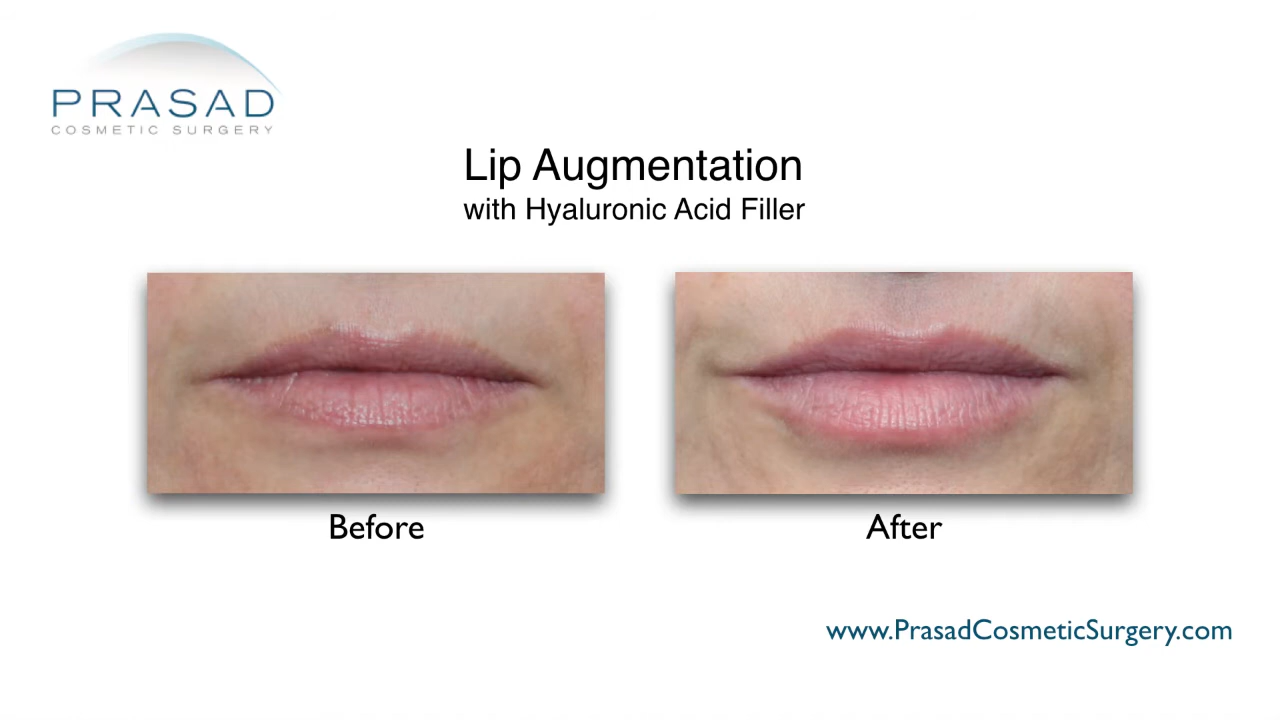 PRASAD
COSMETIC SURGERY
Lip Augmentation
with Hyaluronic Acid Filler
Before
After
www.PrasadCosmeticSurgery.com